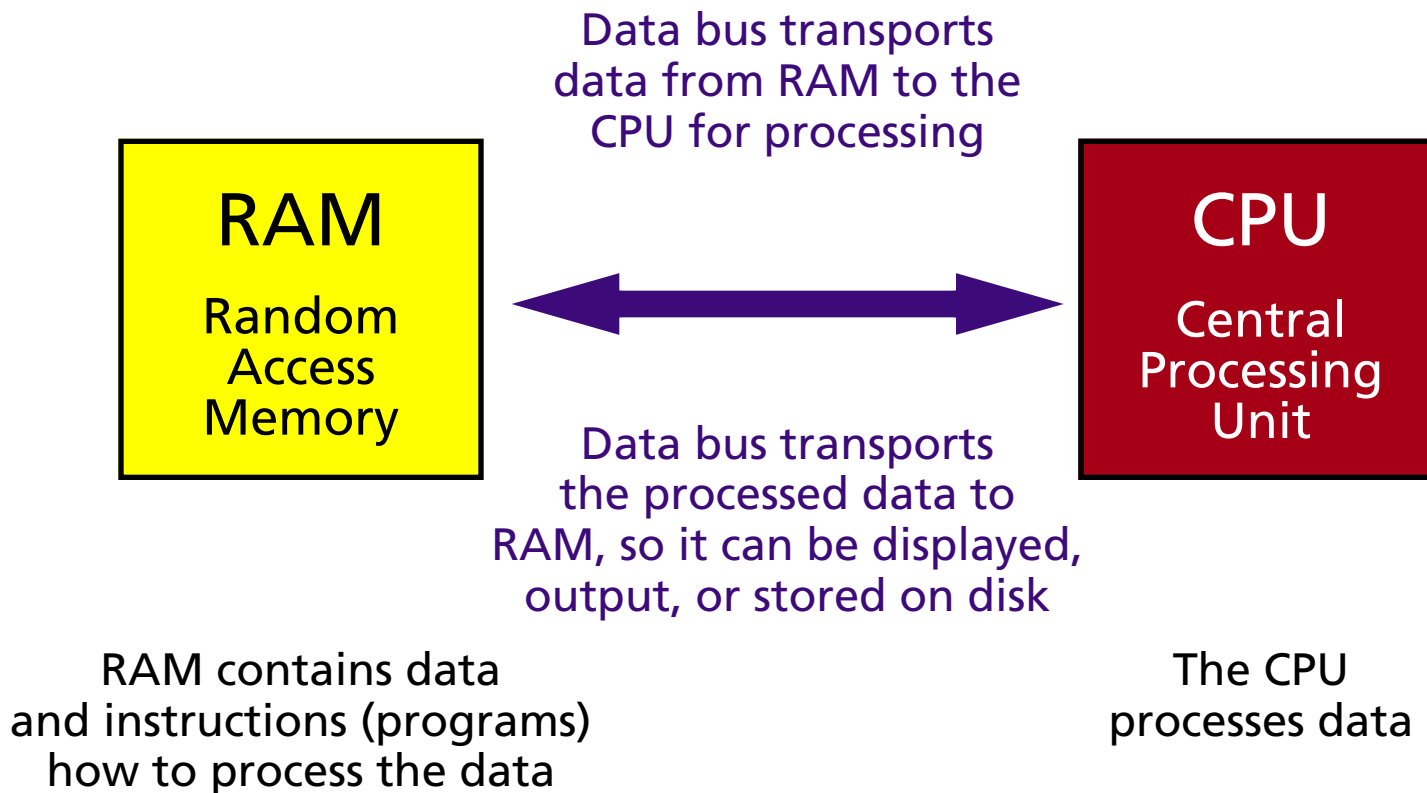 Data bus transports
data from RAM to the
CPU for processing
RAM
Random
Access
Memory
CPU
Central
Processing
Unit
Data bus transports
the processed data to
RAM, so it can be displayed,
output, or stored on disk
RAM contains data
and instructions (programs)
how to process the data
The CPU
processes data